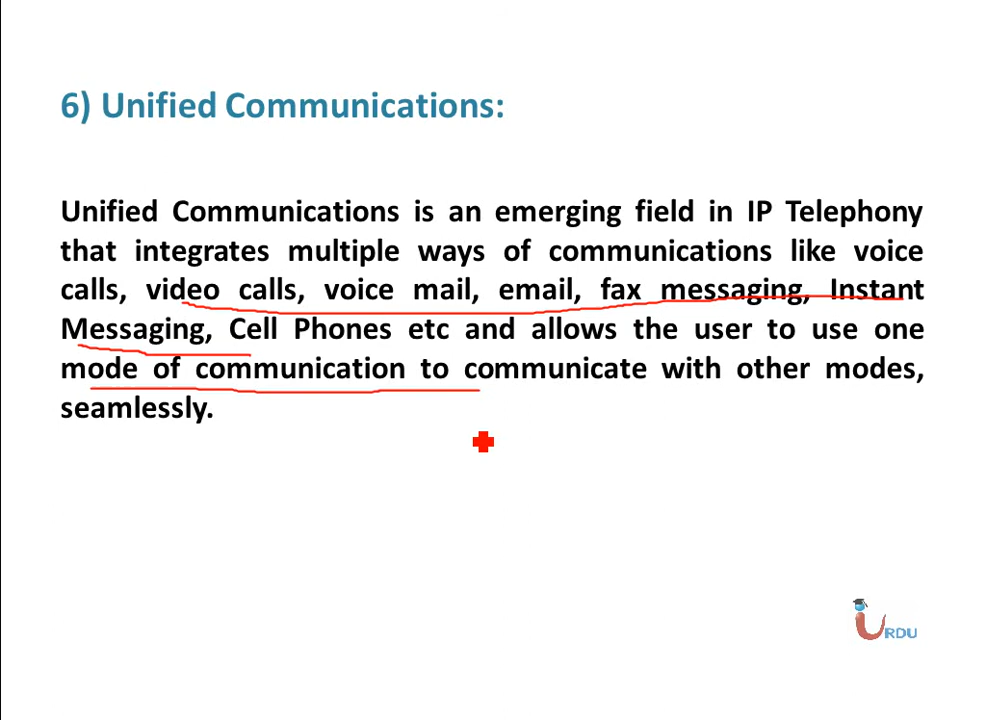 6) Unified Communications:
Unified Communications is an emerging field in IP Telephony
that integrates multiple ways of communications like voice
calls, video calls, voice mail, email, fax messaging, Instant
Messaging, Cell Phones etc and allows the user to use one
mode of communication to communicate with other modes,
seamlessly.
URDU